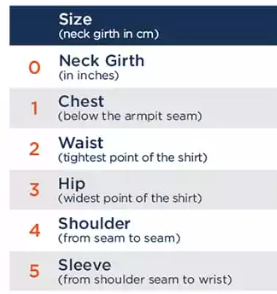 Size
(neck girth in cm)
0 Neck Girth
(in inches)
1 Chest
(below the armpit seam)
2 Waist
(tightest point of the shirt)
3 Hip
(widest point of the shirt)
4 Shoulder
(from seam to seam)
5 Sleeve
(from shoulder seam to wrist)